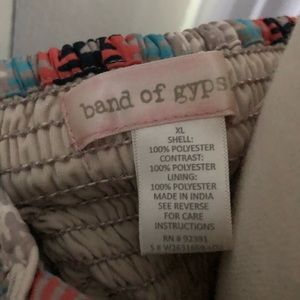 band of gyps
XL
SHELL:
100% POLYESTER
CONTRAST:
100% POLYESTER
LINING:
100% POLYESTER
MADE IN INDIA
SEE REVERSE
FOR CARE
INSTRUCTIONS
RN # 92391